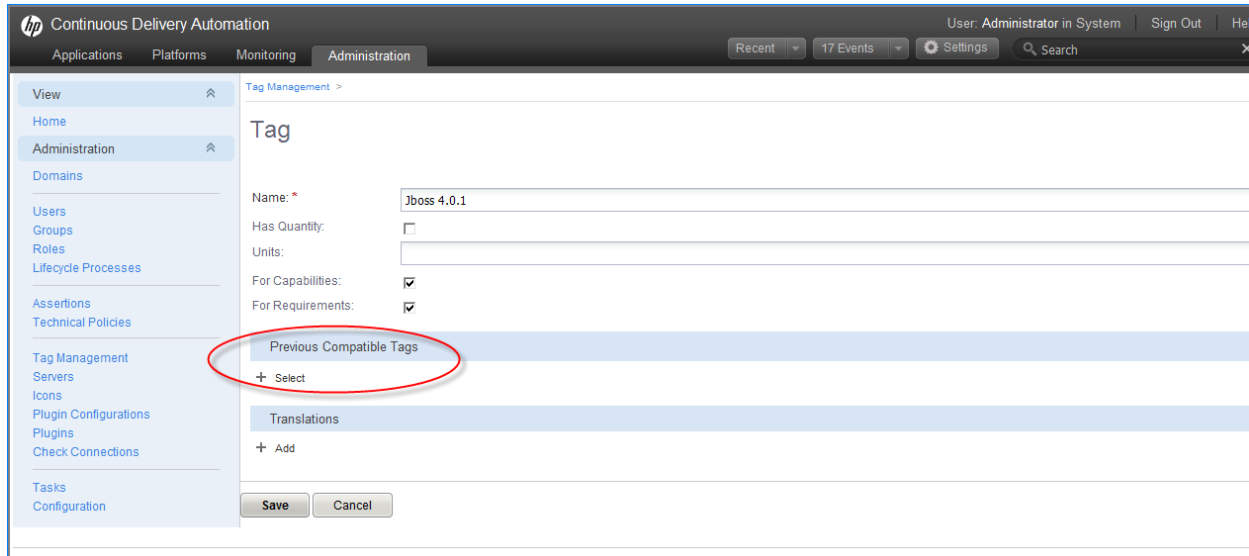 hp Continuous Delivery Automation User: Administrator in System Sign Out He
Applications Platforms Monitoring Administration Recent 17 Events Settings Search
View
Home
Administration
Domains
Users
Groups
Roles
Lifecycle Processes
Assertions
Technical Policies
Tag Management
Servers
Icons
Plugin Configurations
Plugins
Check Connections
Tasks
Configuration
Tag Management >
Tag
Name: * Jboss 4.0.1
Has Quantity:
Units:
For Capabilities:
For Requirements:
Previous Compatible Tags
+ Select
Translations
+ Add
Save Cancel